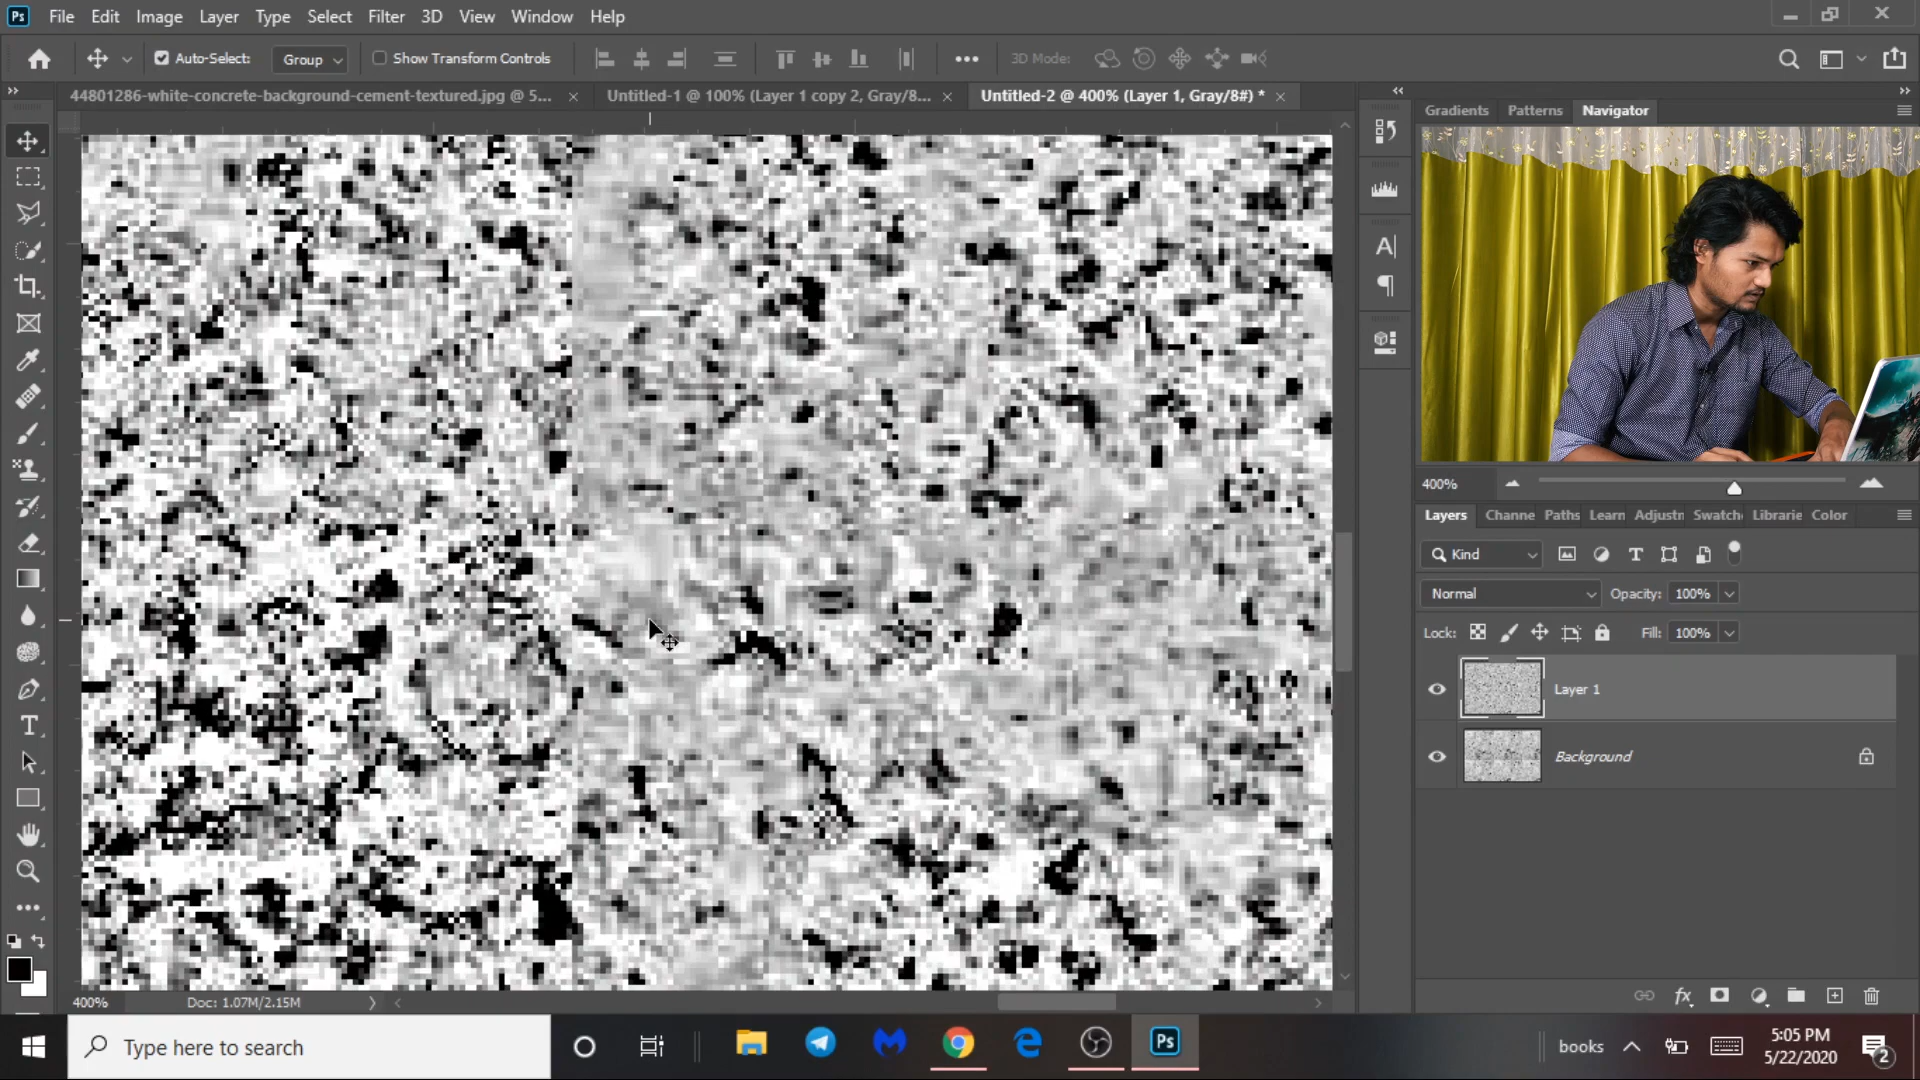 Ps File Edit Image Layer Type Select Filter 3D View Window Help
Auto-Select: Group Show Transform Controls 3D Mode:
44801286-white-concrete-background-cement-textured.jpg @ 5... Untitled-1 @ 100% (Layer 1 copy 2, Gray/8... Untitled-2 @ 400% (Layer 1, Gray/8#) *
Gradients Patterns Navigator
400%
Layers Channe Paths Learn Adjustn Swatch Librarie Color
Kind
Normal Opacity: 100%
Lock: Fill: 100%
Layer 1
Background
400% Doc: 1.07M/2.15M
Type here to search
Ps
books
5:05 PM
5/22/2020
2